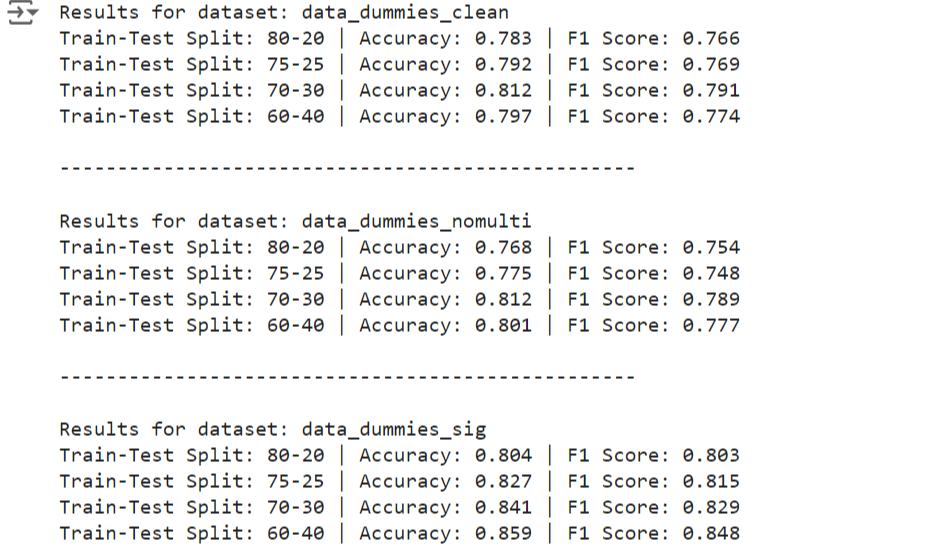 Results for dataset: data_dummies_clean
Train-Test Split: 80-20 | Accuracy: 0.783 | F1 Score: 0.766
Train-Test Split: 75-25 | Accuracy: 0.792 | F1 Score: 0.769
Train-Test Split: 70-30 | Accuracy: 0.812 | F1 Score: 0.791
Train-Test Split: 60-40 | Accuracy: 0.797 | F1 Score: 0.774
--------------------------------------------------
Results for dataset: data_dummies_nomulti
Train-Test Split: 80-20 | Accuracy: 0.768 | F1 Score: 0.754
Train-Test Split: 75-25 | Accuracy: 0.775 | F1 Score: 0.748
Train-Test Split: 70-30 | Accuracy: 0.812 | F1 Score: 0.789
Train-Test Split: 60-40 | Accuracy: 0.801 | F1 Score: 0.777
--------------------------------------------------
Results for dataset: data_dummies_sig
Train-Test Split: 80-20 | Accuracy: 0.804 | F1 Score: 0.803
Train-Test Split: 75-25 | Accuracy: 0.827 | F1 Score: 0.815
Train-Test Split: 70-30 | Accuracy: 0.841 | F1 Score: 0.829
Train-Test Split: 60-40 | Accuracy: 0.859 | F1 Score: 0.848